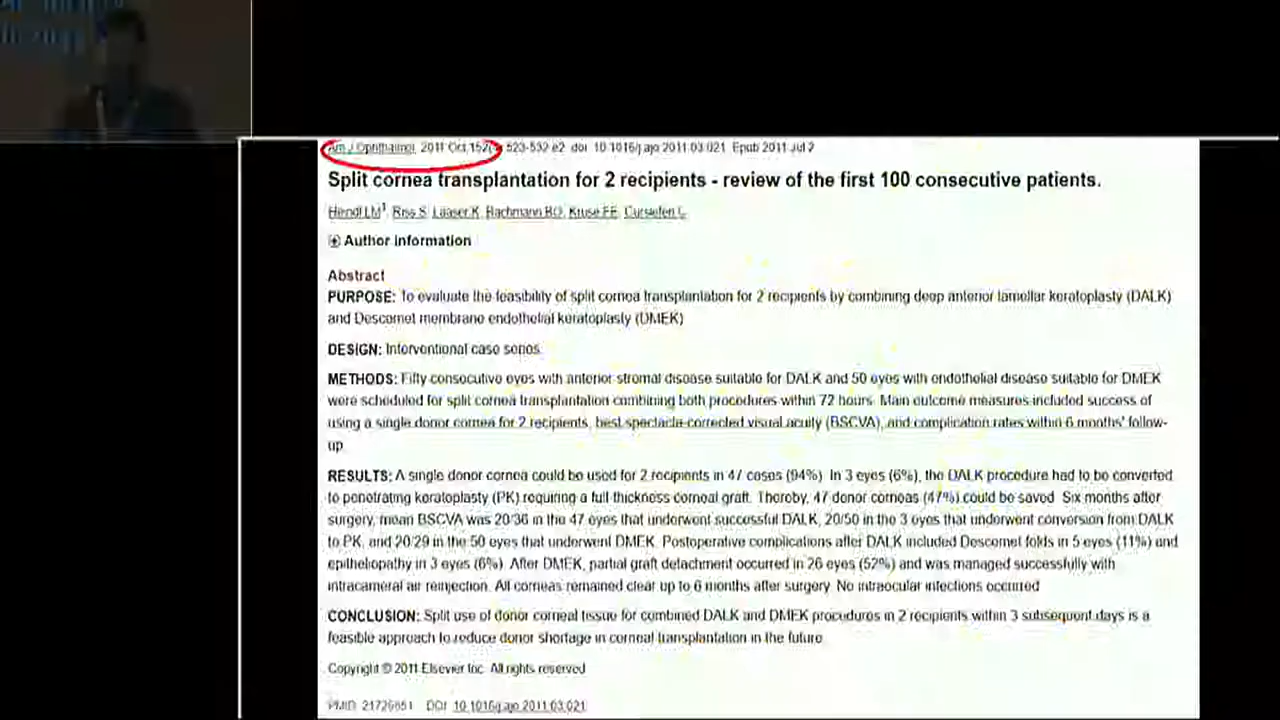 Am J Ophthalmol. 2011 Oct;152( 523-532.e2. doi: 10.1016/j.ajo.2011.03.021. Epub 2011 Jul 2
Split cornea transplantation for 2 recipients - review of the first 100 consecutive patients.
Heindl LM1, Riss S, Laaser K, Bachmann BO, Kruse FE, Cursiefen C.
Author information
Abstract
PURPOSE: To evaluate the feasibility of split cornea transplantation for 2 recipients by combining deep anterior lamellar keratoplasty (DALK)
and Descemet membrane endothelial keratoplasty (DMEK)
DESIGN: Interventional case series.
METHODS: Fifty consecutive eyes with anterior stromal disease suitable for DALK and 50 eyes with endothelial disease suitable for DMEK
were scheduled for split cornea transplantation combining both procedures within 72 hours. Main outcome measures included success of
using a single donor cornea for 2 recipients, best spectacle-corrected visual acuity (BSCVA), and complication rates within 6 months' follow-
up.
RESULTS: A single donor cornea could be used for 2 recipients in 47 cases (94%). In 3 eyes (6%), the DALK procedure had to be converted
to penetrating keratoplasty (PK) requiring a full-thickness corneal graft. Thereby, 47 donor corneas (47%) could be saved. Six months after
surgery, mean BSCVA was 20/36 in the 47 eyes that underwent successful DALK, 20/50 in the 3 eyes that underwent conversion from DALK
to PK, and 20/29 in the 50 eyes that underwent DMEK. Postoperative complications after DALK included Descemet folds in 5 eyes (11%) and
epitheliopathy in 3 eyes (6%). After DMEK, partial graft detachment occurred in 26 eyes (52%) and was managed successfully with
intracameral air reinjection. All corneas remained clear up to 6 months after surgery. No intraocular infections occurred.
CONCLUSION: Split use of donor corneal tissue for combined DALK and DMEK procedures in 2 recipients within 3 subsequent days is a
feasible approach to reduce donor shortage in corneal transplantation in the future.
Copyright © 2011 Elsevier Inc. All rights reserved.
PMID: DOI: 10.1016/j.ajo.2011.03.021